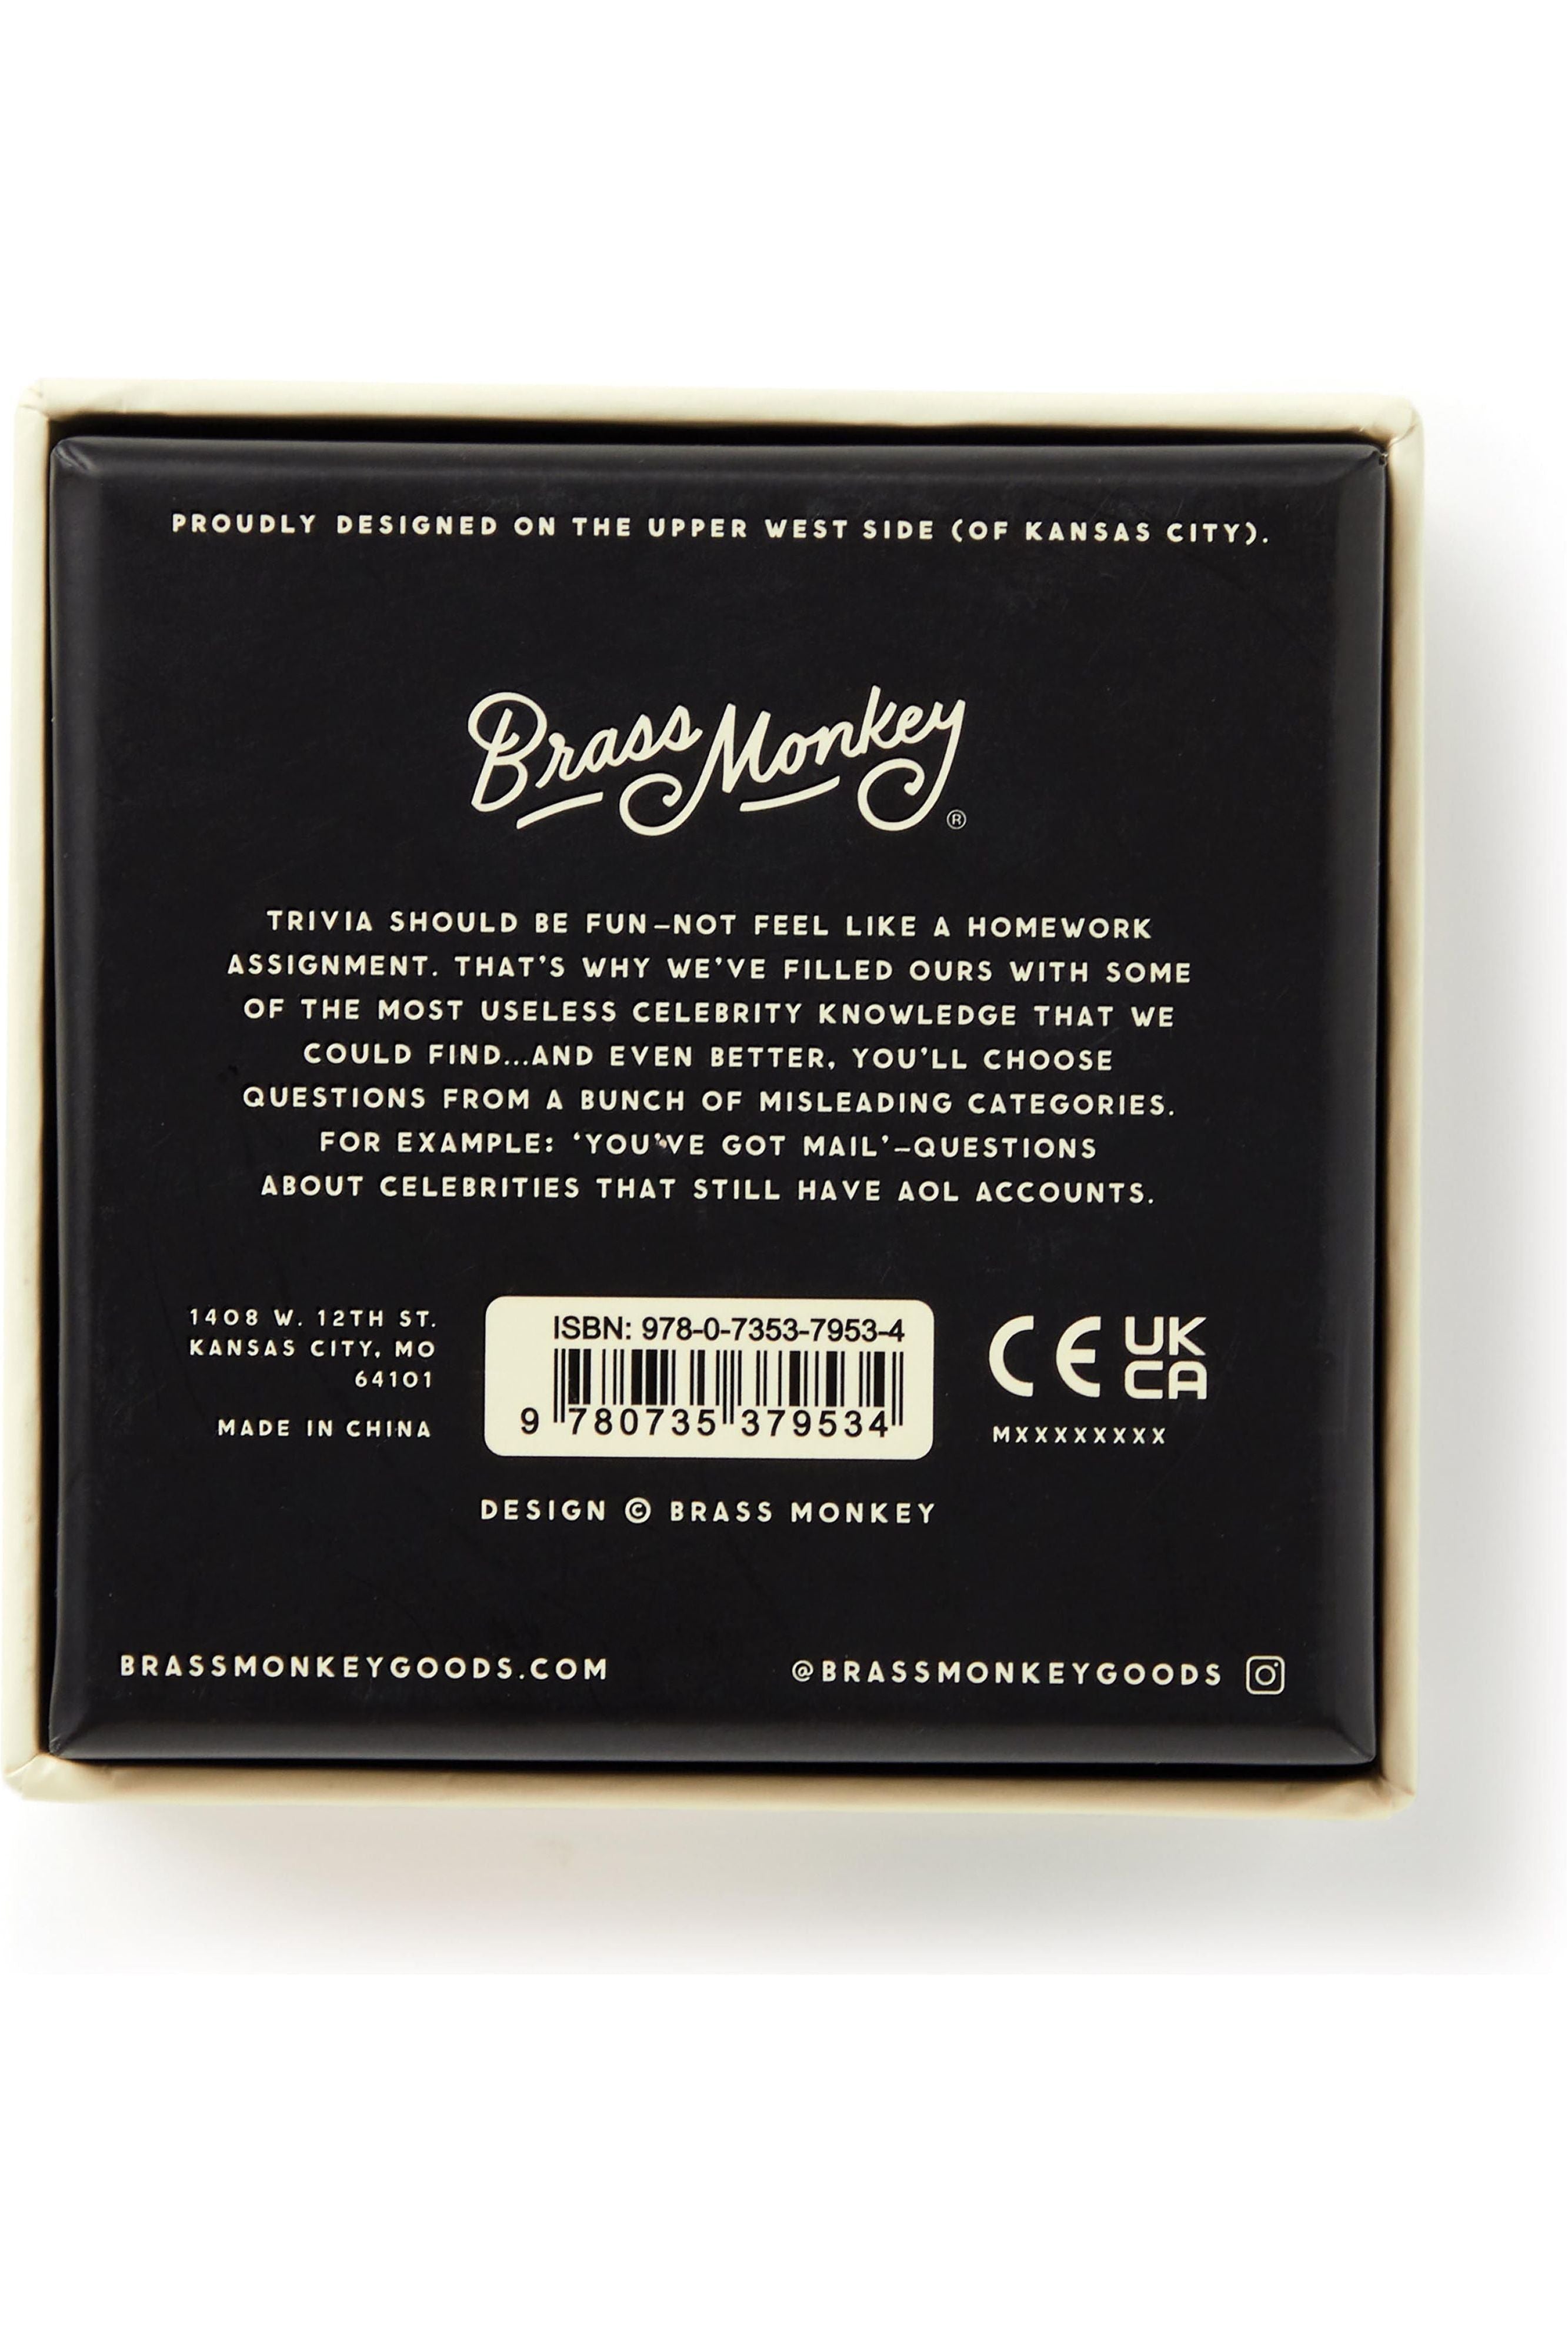 PROUDLY DESIGNED ON THE UPPER WEST SIDE (OF KANSAS CITY).
Brass Monkey ®
TRIVIA SHOULD BE FUN–NOT FEEL LIKE A HOMEWORK
ASSIGNMENT. THAT'S WHY WE'VE FILLED OURS WITH SOME
OF THE MOST USELESS CELEBRITY KNOWLEDGE THAT WE
COULD FIND...AND EVEN BETTER, YOU'LL CHOOSE
QUESTIONS FROM A BUNCH OF MISLEADING CATEGORIES.
FOR EXAMPLE: ‘YOU'VE GOT MAIL’–QUESTIONS
ABOUT CELEBRITIES THAT STILL HAVE AOL ACCOUNTS.
1408 W. 12TH ST.
KANSAS CITY, MO
64101
MADE IN CHINA
ISBN: 978-0-7353-7953-4
9 780735 379534
CE
UK
CA
MXXXXXXXXX
DESIGN © BRASS MONKEY
BRASSMONKEYGOODS.COM
@BRASSMONKEYGOODS